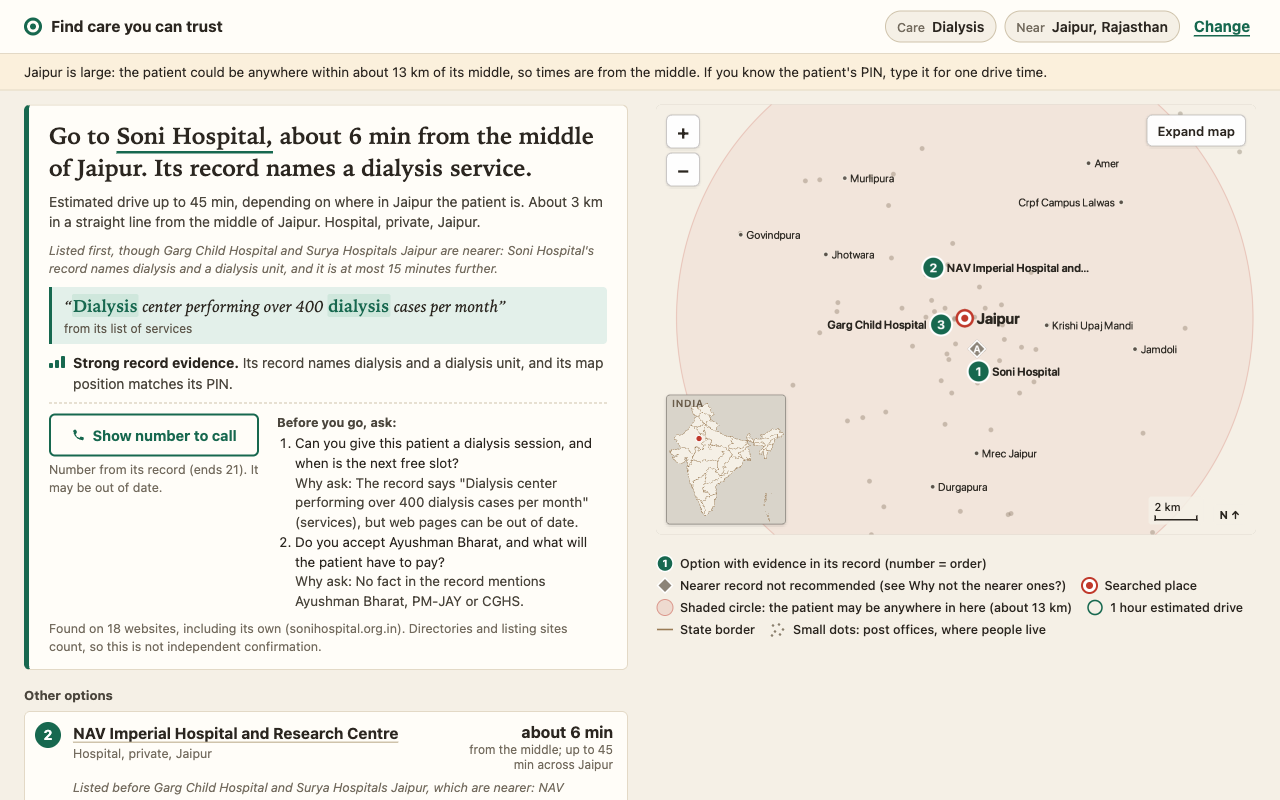 Find care you can trust
Care Dialysis
Near Jaipur, Rajasthan
Change
Jaipur is large: the patient could be anywhere within about 13 km of its middle, so times are from the middle. If you know the patient's PIN, type it for one drive time.
Go to Soni Hospital, about 6 min from the middle
of Jaipur. Its record names a dialysis service.
Estimated drive up to 45 min, depending on where in Jaipur the patient is. About 3 km
in a straight line from the middle of Jaipur. Hospital, private, Jaipur.
Listed first, though Garg Child Hospital and Surya Hospitals Jaipur are nearer: Soni Hospital's
record names dialysis and a dialysis unit, and it is at most 15 minutes further.
“Dialysis center performing over 400 dialysis cases per month”
from its list of services
Strong record evidence. Its record names dialysis and a dialysis unit, and its map
position matches its PIN.
Show number to call
Number from its record (ends 21). It
may be out of date.
Before you go, ask:
1. Can you give this patient a dialysis session, and
when is the next free slot?
Why ask: The record says "Dialysis center
performing over 400 dialysis cases per month"
(services), but web pages can be out of date.
2. Do you accept Ayushman Bharat, and what will
the patient have to pay?
Why ask: No fact in the record mentions
Ayushman Bharat, PM-JAY or CGHS.
Found on 18 websites, including its own (sonihospital.org.in). Directories and listing sites
count, so this is not independent confirmation.
Other options
2 NAV Imperial Hospital and Research Centre
Hospital, private, Jaipur
about 6 min
from the middle; up to 45
min across Jaipur
Listed before Garg Child Hospital and Surya Hospitals Jaipur, which are nearer: NAV
+
−
Expand map
Amer
Murlipura
Crpf Campus Lalwas
Govindpura
Jhotwara
2 NAV Imperial Hospital and...
Garg Child Hospital 3
Jaipur
Krishi Upaj Mandi
A
Jamdoli
1 Soni Hospital
INDIA
Mrec Jaipur
Durgapura
2 km
N ↑
1 Option with evidence in its record (number = order)
Nearer record not recommended (see Why not the nearer ones?)
Searched place
Shaded circle: the patient may be anywhere in here (about 13 km)
1 hour estimated drive
State border
Small dots: post offices, where people live